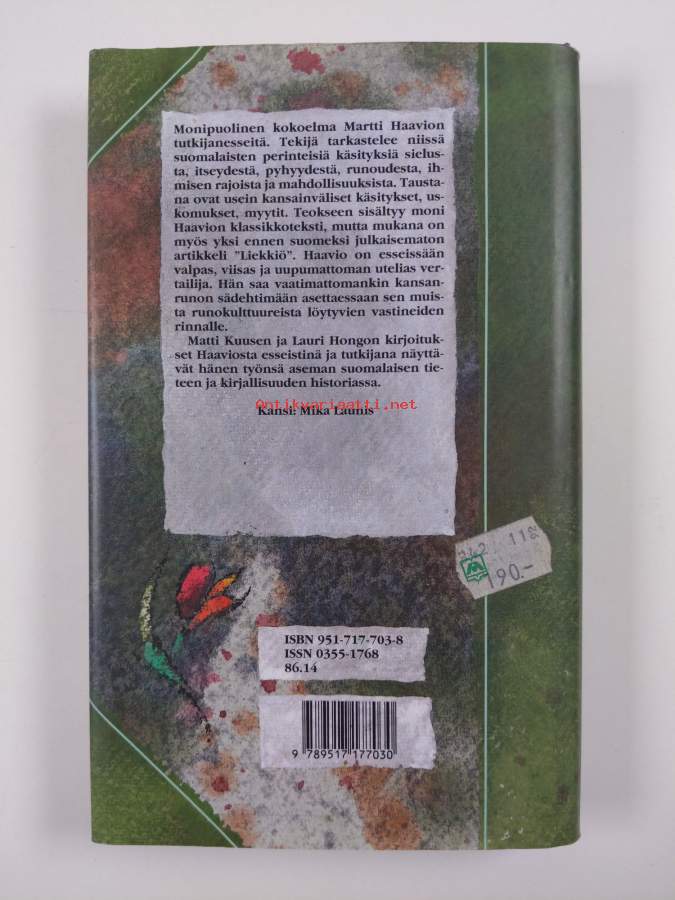 Monipuolinen kokoelma Martti Haavion
tutkijanesseitä. Tekijä tarkastelee niissä
suomalaisten perinteisiä käsityksiä sielus-
ta, itseydestä, pyhyydestä, runoudesta, ih-
misen rajoista ja mahdollisuuksista. Tausta-
na ovat usein kansainväliset käsitykset, us-
komukset, myytit. Teokseen sisältyy moni
Haavion klassikkoteksti, mutta mukana on
myös yksi ennen suomeksi julkaisematon
artikkeli "Liekkiö". Haavio on esseissään
valpas, viisas ja uupumattoman utelias ver-
tailija. Hän saa vaatimattomankin kansan-
runon sädehtimään asettaessaan sen muis-
ta runokulttuureista löytyvien vastineiden
rinnalle.
Matti Kuusen ja Lauri Hongon kirjoituk-
set Haaviosta esseistinä ja tutkijana näyttä-
vät hänen työnsä aseman suomalaisen tie-
teen ja kirjallisuuden historiassa.
Antikvariaatti.net
Kansi: Mika Launis
342 118
190.-
ISBN 951-717-703-8
ISSN 0355-1768
86.14
9 789517 177030